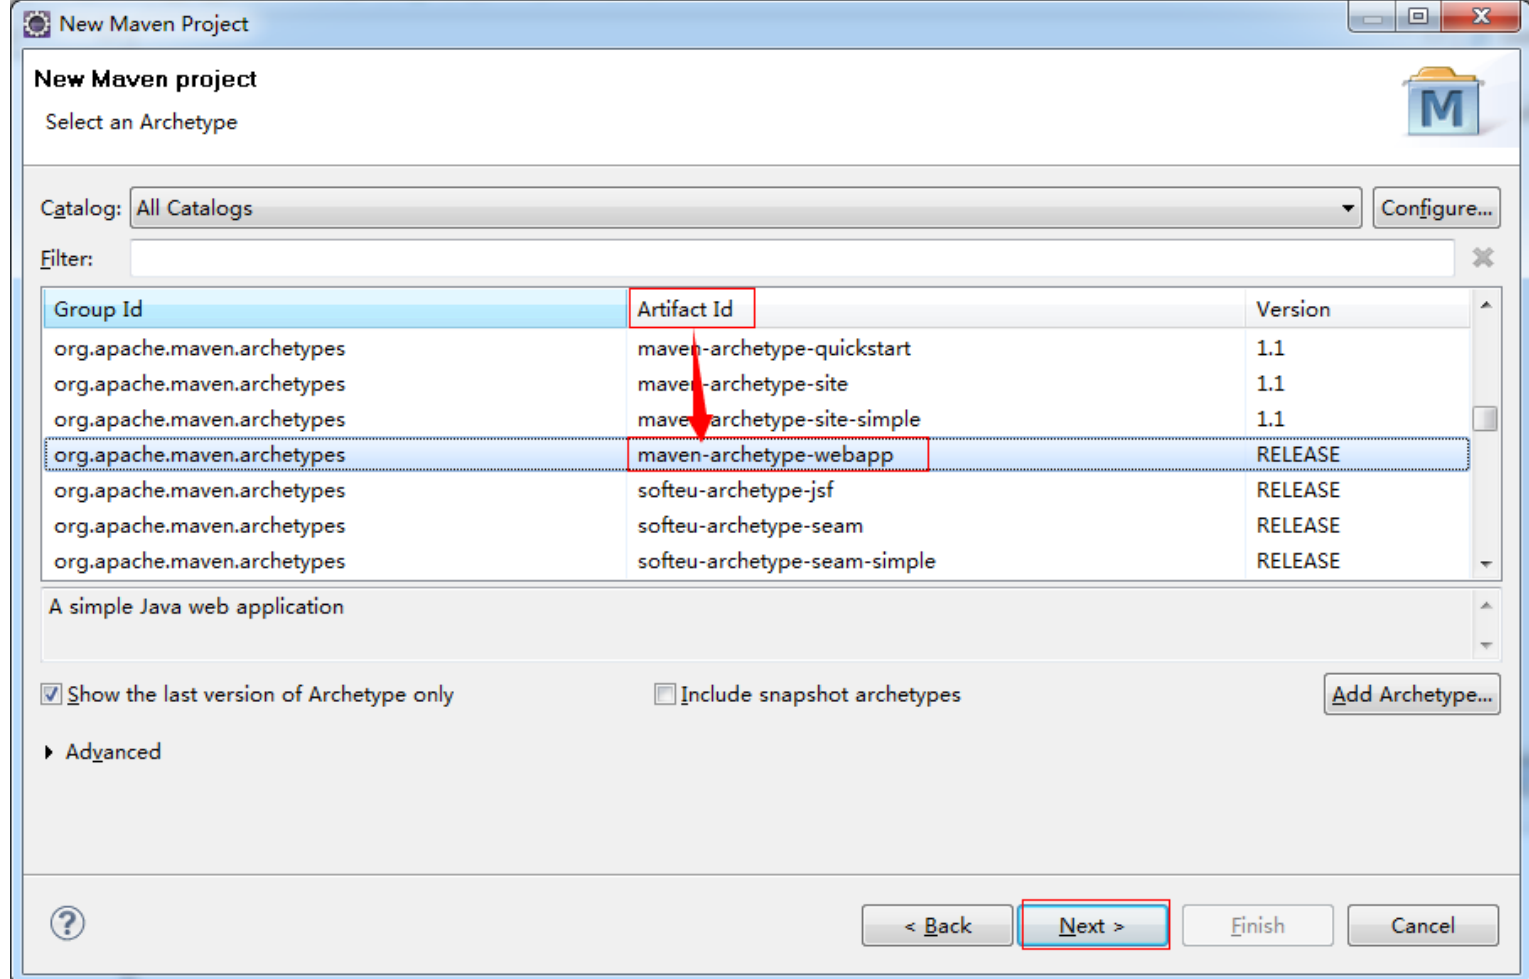 New Maven Project
New Maven project
Select an Archetype
M
Catalog: All Catalogs Configure...
Filter:
Group Id Artifact Id Version
org.apache.maven.archetypes maven-archetype-quickstart 1.1
org.apache.maven.archetypes maven-archetype-site 1.1
org.apache.maven.archetypes maven-archetype-site-simple 1.1
org.apache.maven.archetypes maven-archetype-webapp RELEASE
org.apache.maven.archetypes softeu-archetype-jsf RELEASE
org.apache.maven.archetypes softeu-archetype-seam RELEASE
org.apache.maven.archetypes softeu-archetype-seam-simple RELEASE
A simple Java web application
Show the last version of Archetype only Include snapshot archetypes Add Archetype...
Advanced
? < Back Next > Finish Cancel